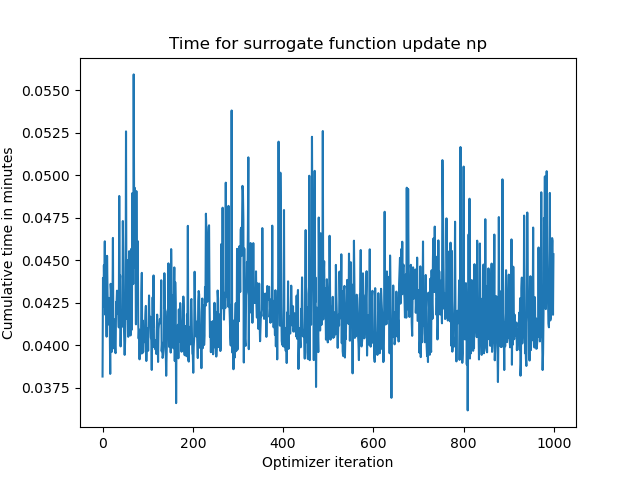 Time for surrogate function update np
0.0550
0.0525
0.0500
0.0475
0.0450
0.0425
0.0400
0.0375
Cumulative time in minutes
0 200 400 600 800 1000
Optimizer iteration